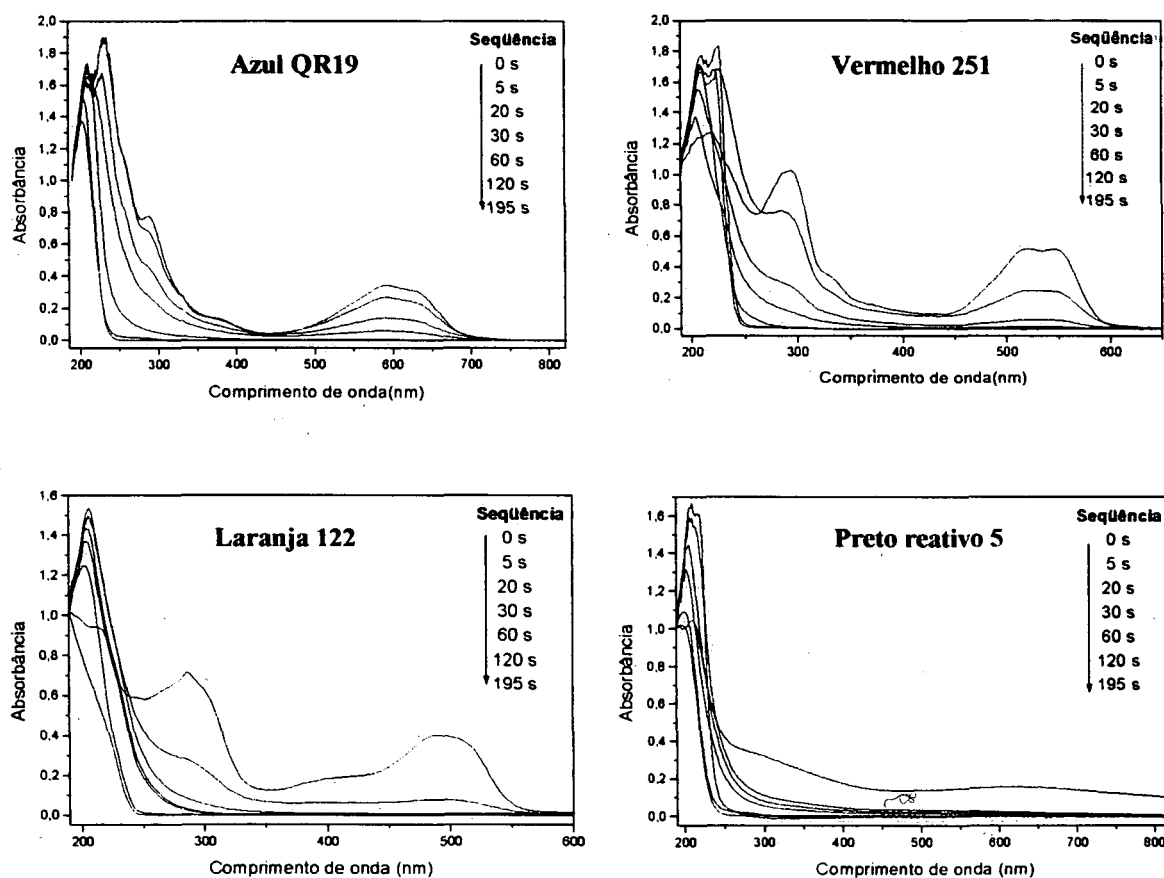 Azul QR19
Seqüência
0 s
5 s
20 s
30 s
60 s
120 s
195 s
Absorbância
2,0
1,8
1,6
1,4
1,2
1,0
0,8
0,6
0,4
0,2
0,0
200 300 400 500 600 700 800
Comprimento de onda(nm)
Vermelho 251
Seqüência
0 s
5 s
20 s
30 s
60 s
120 s
195 s
Absorbância
2,0
1,8
1,6
1,4
1,2
1,0
0,8
0,6
0,4
0,2
0,0
200 300 400 500 600
Comprimento de onda(nm)
Laranja 122
Seqüência
0 s
5 s
20 s
30 s
60 s
120 s
195 s
Absorbância
1,6
1,4
1,2
1,0
0,8
0,6
0,4
0,2
0,0
200 300 400 500 600
Comprimento de onda (nm)
Preto reativo 5
Seqüência
0 s
5 s
20 s
30 s
60 s
120 s
195 s
Absorbância
1,6
1,4
1,2
1,0
0,8
0,6
0,4
0,2
0,0
200 300 400 500 600 700 800
Comprimento de onda (nm)